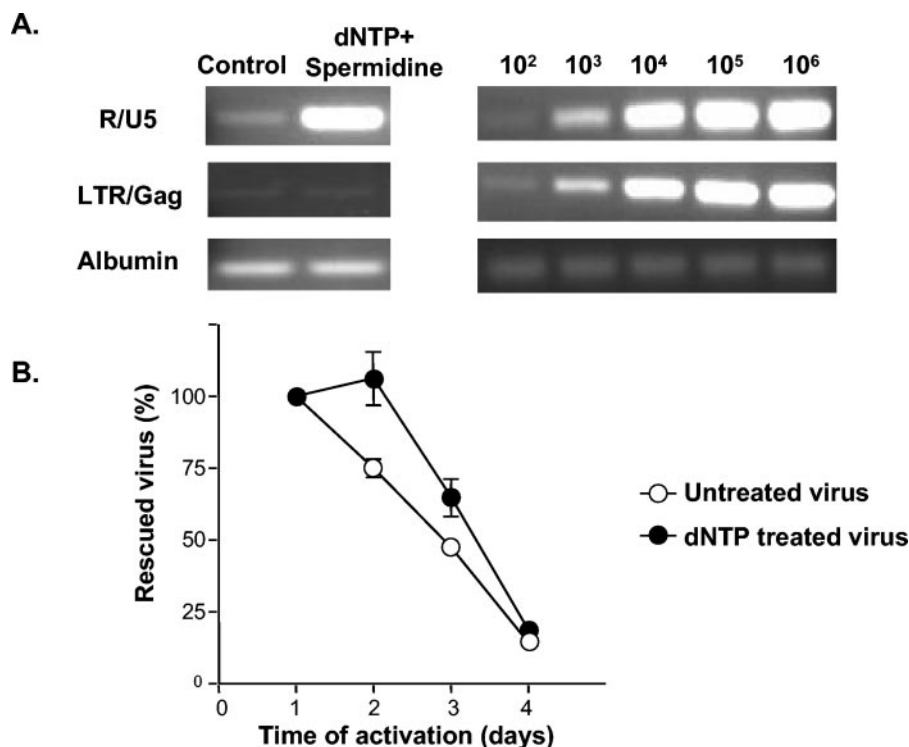 A.
Control
dNTP+
Spermidine
10² 10³ 10⁴ 10⁵ 10⁶
R/U5
LTR/Gag
Albumin
B.
Rescued virus (%)
100
75
50
25
0
0 1 2 3 4
Time of activation (days)
Untreated virus
dNTP treated virus